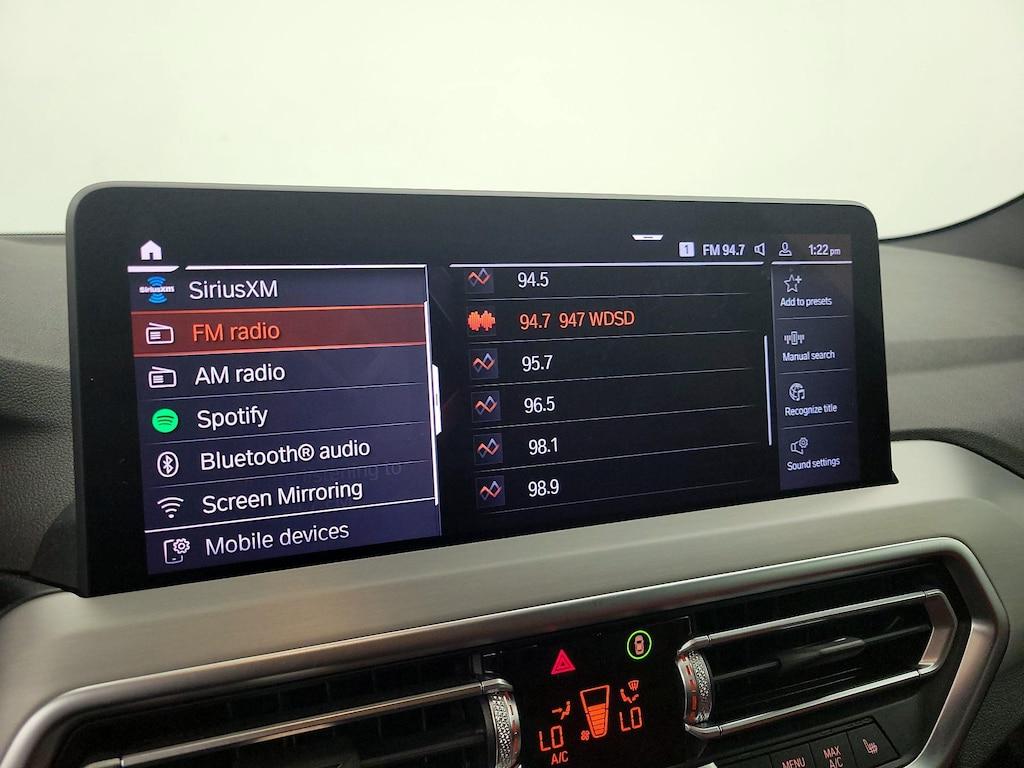 1 FM 94.7 1:22 pm
SiriusXM
SiriusXM
FM radio
AM radio
Spotify
Bluetooth® audio
Screen Mirroring
Mobile devices
94.5
94.7 947 WDSD
95.7
96.5
98.1
98.9
Add to presets
Manual search
Recognize title
Sound settings
LO
A/C
LO
MENU
MAX
A/C